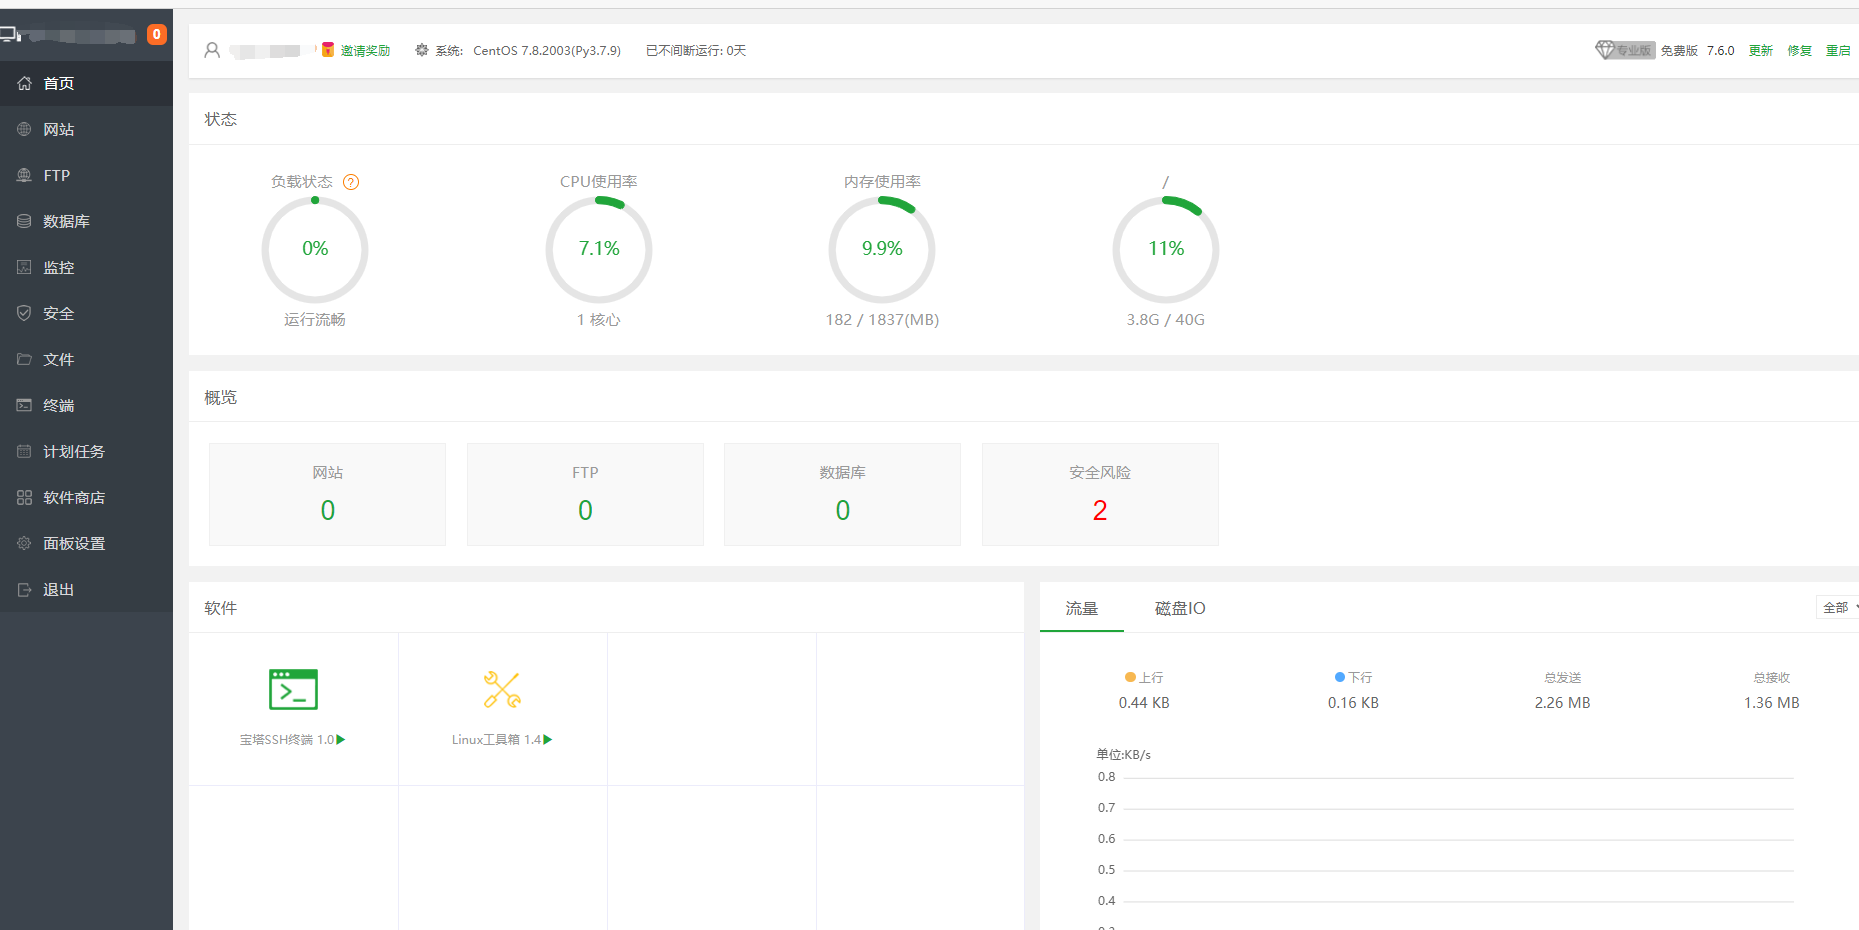 0
首页
网站
FTP
数据库
监控
安全
文件
终端
计划任务
软件商店
面板设置
退出
邀请奖励 系统: CentOS 7.8.2003(Py3.7.9) 已不间断运行: 0天 专业版 免费版 7.6.0 更新 修复 重启
状态
负载状态 ? CPU使用率 内存使用率 /
0% 7.1% 9.9% 11%
运行流畅 1 核心 182 / 1837(MB) 3.8G / 40G
概览
网站 FTP 数据库 安全风险
0 0 0 2
软件
宝塔SSH终端 1.0 Linux工具箱 1.4
流量 磁盘IO 全部
上行 下行 总发送 总接收
0.44 KB 0.16 KB 2.26 MB 1.36 MB
单位:KB/s
0.8
0.7
0.6
0.5
0.4